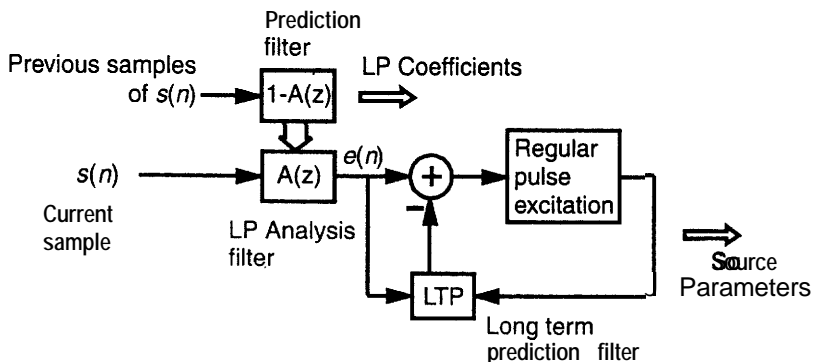 Prediction
filter
Previous samples
of s(n)
1-A(z)
LP Coefficients
s(n)
Current
sample
A(z)
e(n)
LP Analysis
filter
+
−
Regular
pulse
excitation
LTP
Long term
prediction filter
Source
Parameters